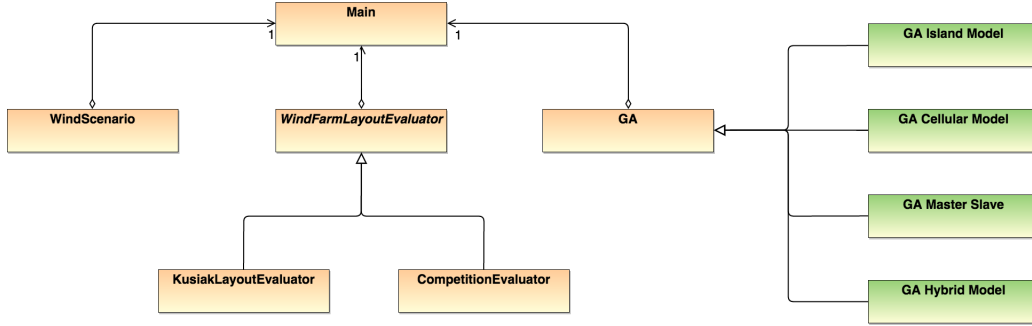 Main
GA Island Model
1
1
1
WindScenario
WindFarmLayoutEvaluator
GA
GA Cellular Model
GA Master Slave
KusiakLayoutEvaluator
CompetitionEvaluator
GA Hybrid Model